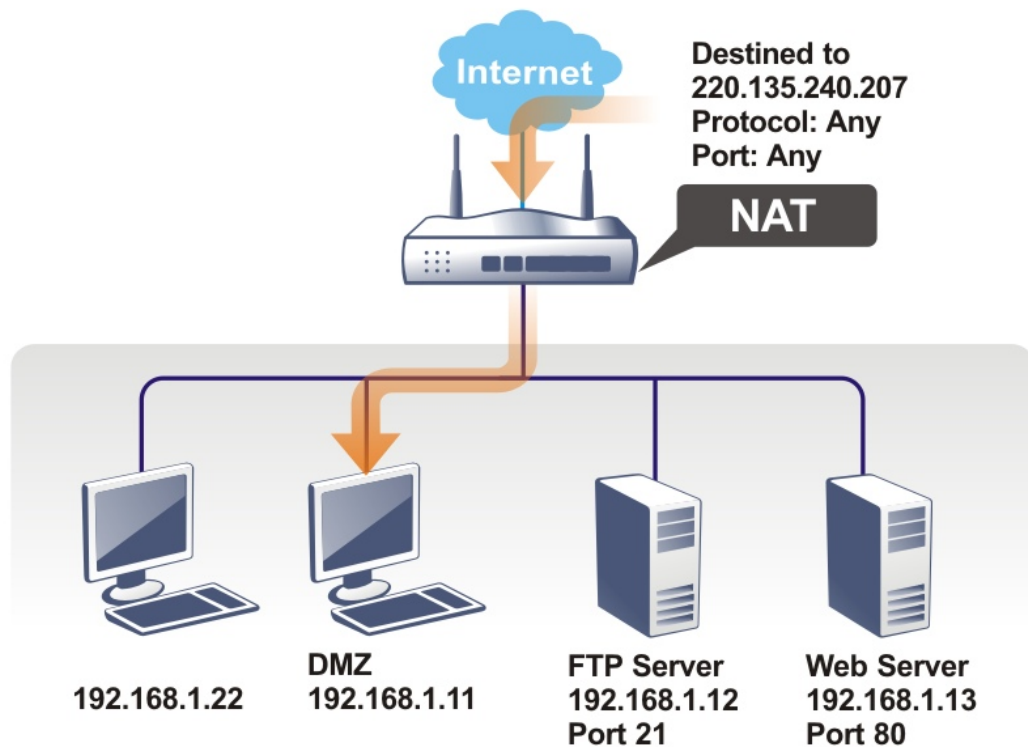 Internet
Destined to
220.135.240.207
Protocol: Any
Port: Any
NAT
192.168.1.22
DMZ
192.168.1.11
FTP Server
192.168.1.12
Port 21
Web Server
192.168.1.13
Port 80